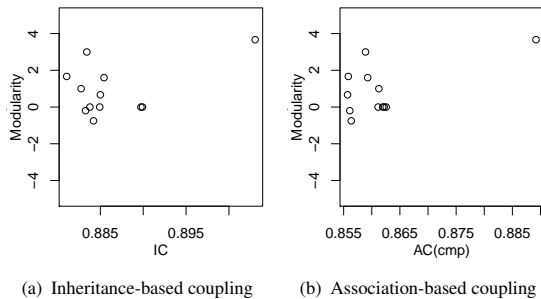 Modularity
4
2
0
−2
−4
0.885
0.895
IC
(a) Inheritance-based coupling
Modularity
4
2
0
−2
−4
0.855
0.865
0.875
0.885
AC(cmp)
(b) Association-based coupling